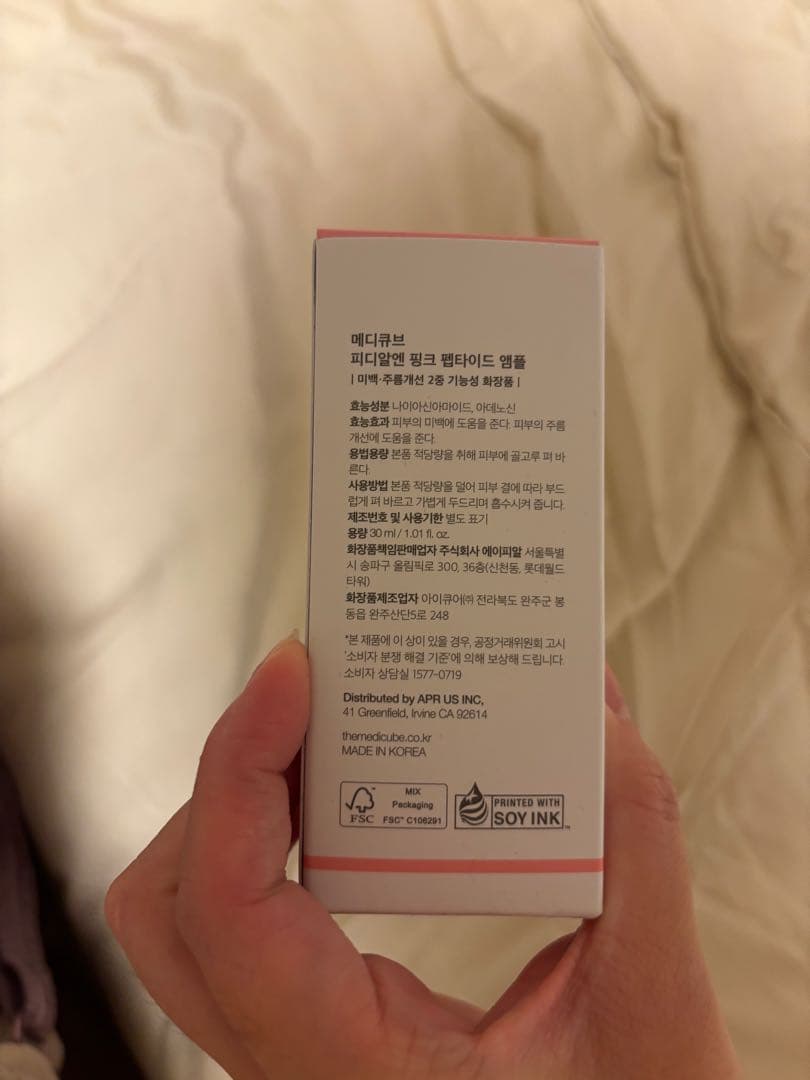 메디큐브
피디알엔 핑크 펩타이드 앰플
| 미백·주름개선 2중 기능성 화장품 |
효능성분 나이아신아마이드, 아데노신
효능효과 피부의 미백에 도움을 준다. 피부의 주름
개선에 도움을 준다.
용법용량 본품 적당량을 취해 피부에 골고루 펴 바
른다.
사용방법 본품 적당량을 덜어 피부 결에 따라 부드
럽게 펴 바르고 가볍게 두드리며 흡수시켜 줍니다.
제조번호 및 사용기한 별도 표기
용량 30 ml / 1.01 fl. oz.
화장품책임판매업자 주식회사 에이피알 서울특별
시 송파구 올림픽로 300, 36층(신천동, 롯데월드
타워)
화장품제조업자 아이큐어㈜ 전라북도 완주군 봉
동읍 완주산단5로 248
*본 제품에 이상이 있을 경우, 공정거래위원회 고시
'소비자 분쟁 해결 기준'에 의해 보상해 드립니다.
소비자 상담실 1577-0719
Distributed by APR US INC,
41 Greenfield, Irvine CA 92614
themedicube.co.kr
MADE IN KOREA
FSC™
MIX
Packaging
FSC™ C106291
PRINTED WITH
SOY INK™